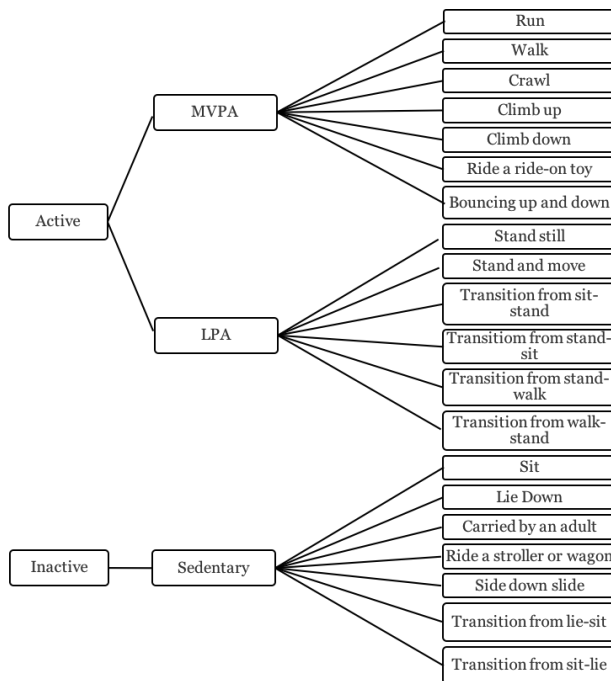 Run
Walk
Crawl
MVPA
Climb up
Climb down
Ride a ride-on toy
Bouncing up and down
Active
Stand still
Stand and move
Transition from sit-
stand
LPA
Transitiom from stand-
sit
Transition from stand-
walk
Transition from walk-
stand
Sit
Lie Down
Carried by an adult
Inactive
Sedentary
Ride a stroller or wagon
Side down slide
Transition from lie-sit
Transition from sit-lie